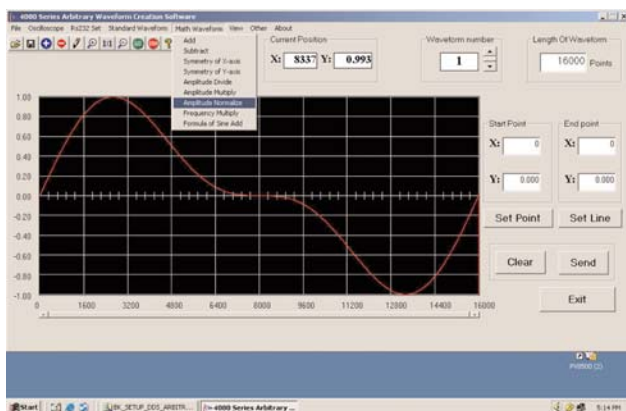 4000 Series Arbitrary Waveform Creation Software
File Oscilloscope Rs232 Set Standard Waveform Math Waveform View Other About
Add
Subtract
Symmetry of X-axis
Symmetry of Y-axis
Amplitude Divide
Amplitude Multiply
Amplitude Normalize
Frequency Multiply
Formula of Sine Add
Current Position
X: 8337 Y: 0.993
Waveform number
1
Length Of Waveform
16000 Points
1.00
0.80
0.60
0.40
0.20
0.00
-0.20
-0.40
-0.60
-0.80
-1.00
0 1600 3200 4800 6400 8000 9600 11200 12800 14400 16000
Start Point
X: 0
Y: 0.000
End point
X: 0
Y: 0.000
Set Point Set Line
Clear Send
Exit
Start
4000 Series Arbitrary ...
5:14 PM